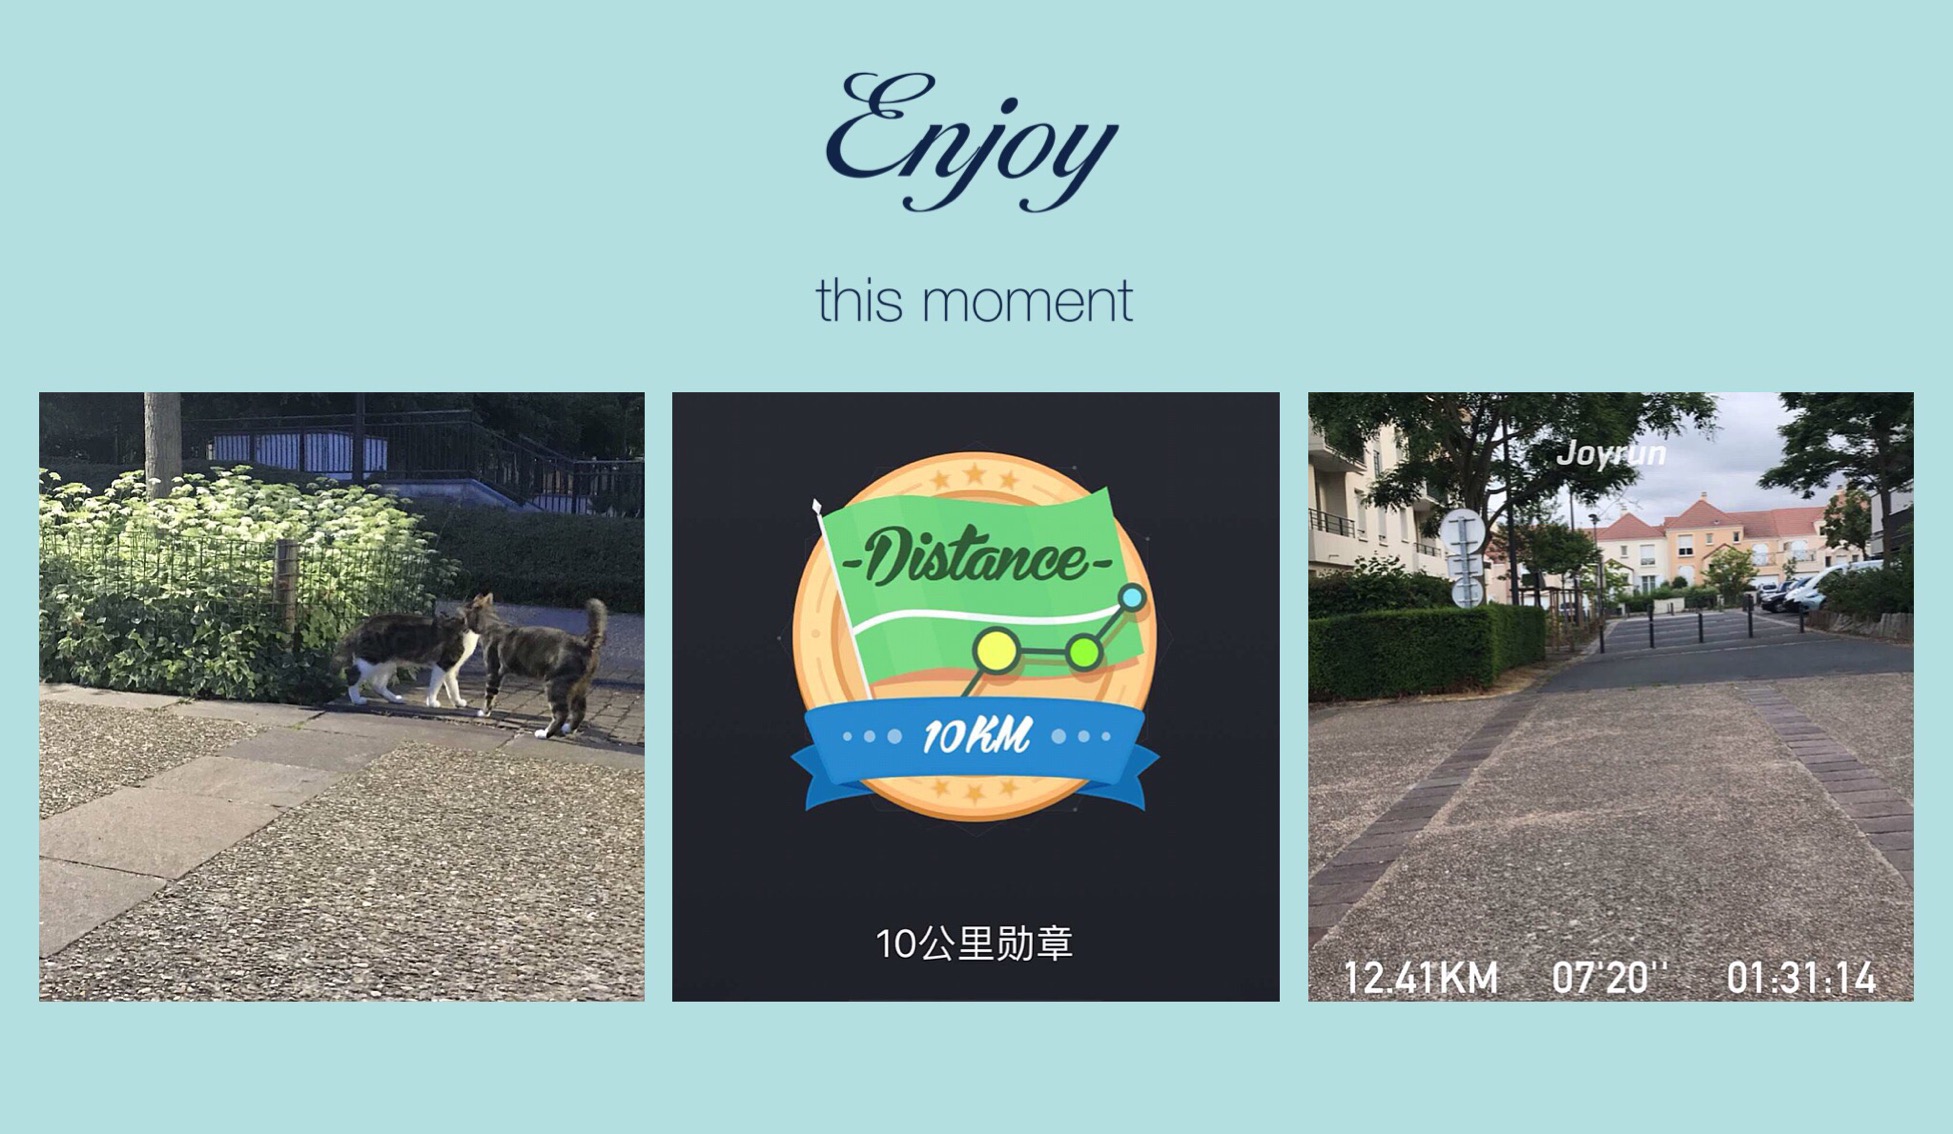 Enjoy
this moment
-Distance-
10KM
10公里勋章
Joyrun
12.41KM 07'20'' 01:31:14